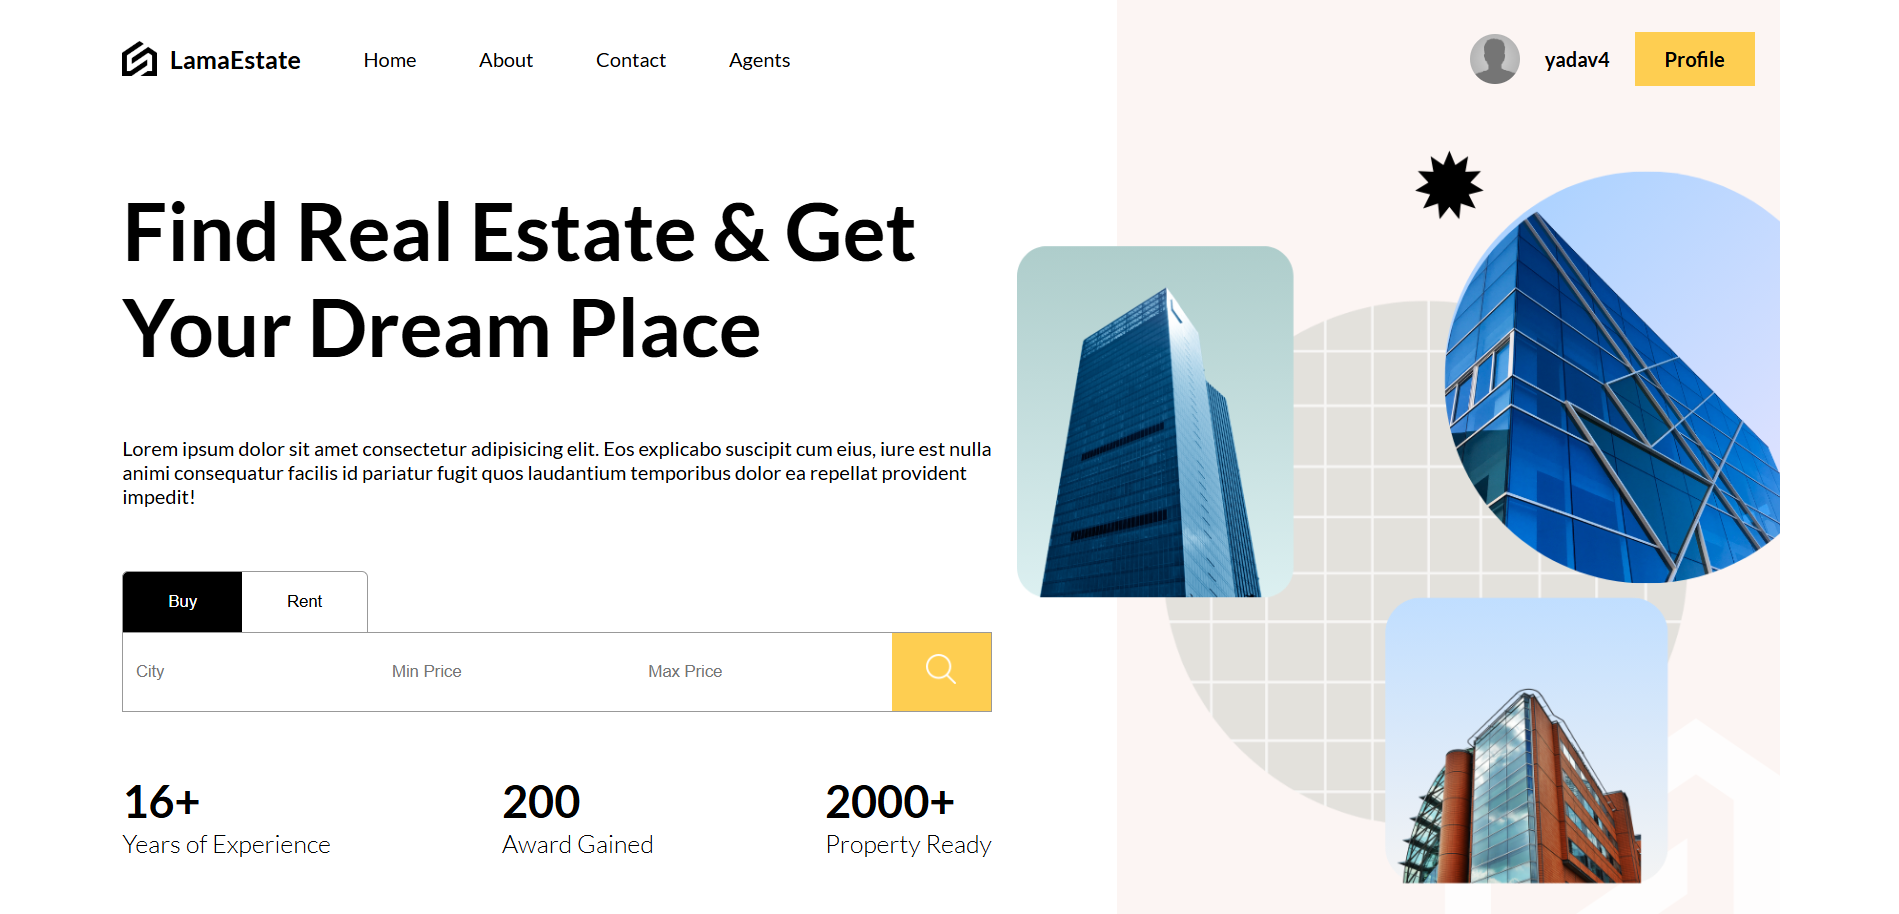 LamaEstate
Home
About
Contact
Agents
yadav4
Profile
Find Real Estate & Get
Your Dream Place
Lorem ipsum dolor sit amet consectetur adipisicing elit. Eos explicabo suscipit cum eius, iure est nulla
animi consequatur facilis id pariatur fugit quos laudantium temporibus dolor ea repellat provident
impedit!
Buy
Rent
City
Min Price
Max Price
16+
Years of Experience
200
Award Gained
2000+
Property Ready